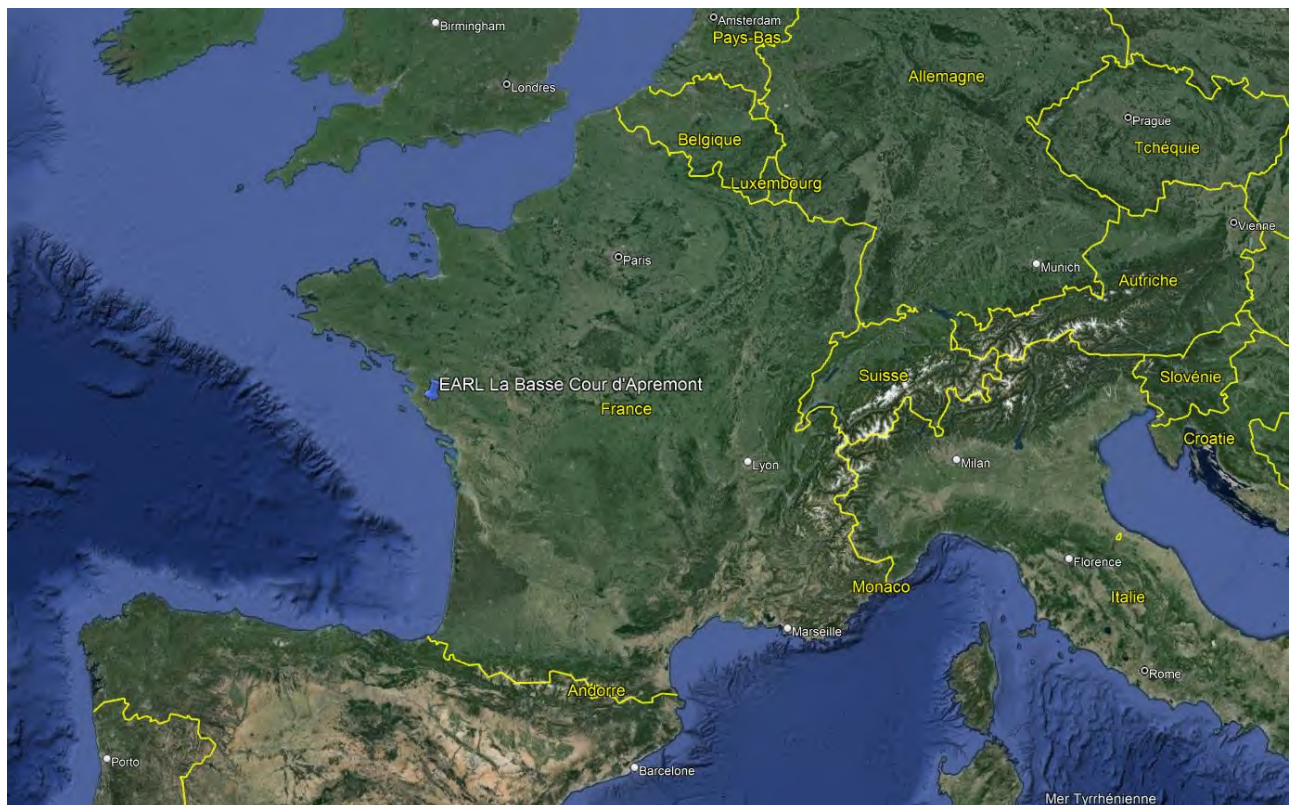 Amsterdam
Birmingham
Pays-Bas
Allemagne
Londres
Prague
Belgique
Tchéquie
Luxembourg
Vienne
Paris
Munich
Autriche
Suisse
Slovénie
EARL La Basse Cour d'Apremont
France
Croatie
Lyon
Milan
Florence
Monaco
Italie
Marseille
Rome
Andorre
Porto
Barcelone
Mer Tyrrhénienne